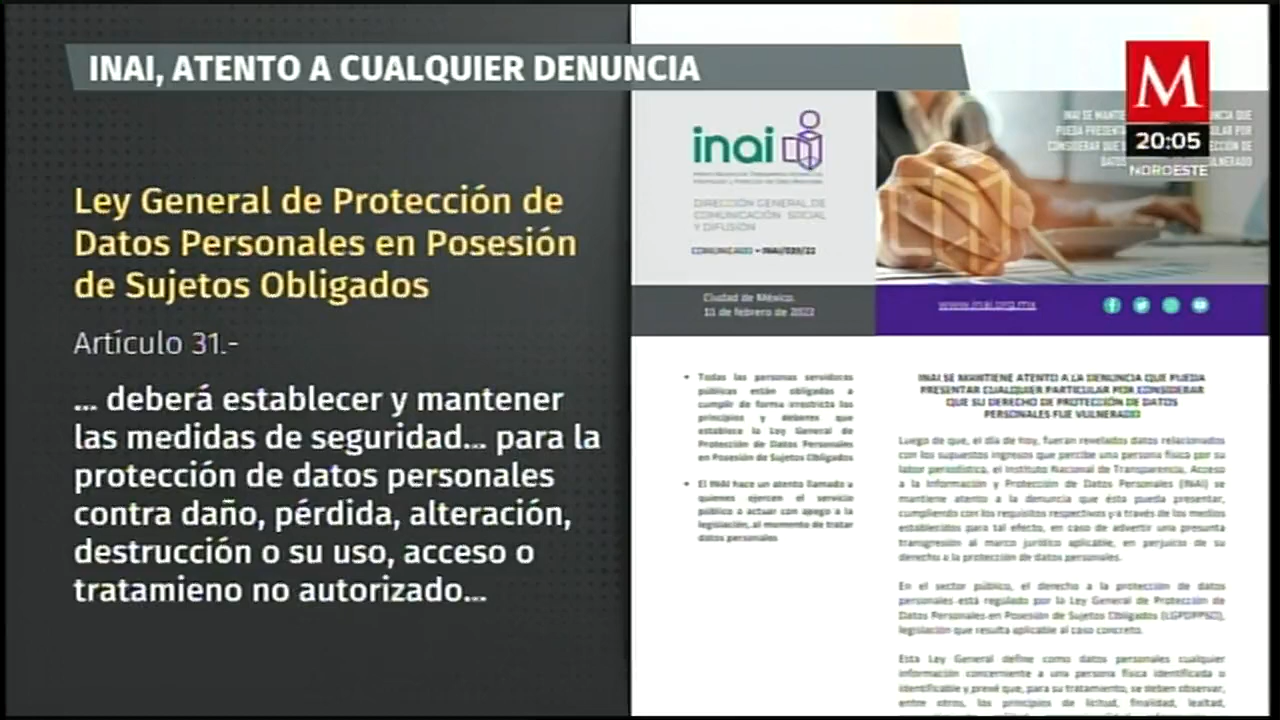 INAI, ATENTO A CUALQUIER DENUNCIA
Ley General de Protección de
Datos Personales en Posesión
de Sujetos Obligados
Artículo 31.-
... deberá establecer y mantener
las medidas de seguridad... para la
protección de datos personales
contra daño, pérdida, alteración,
destrucción o su uso, acceso o
tratamieno no autorizado...
M
20:05
NOROESTE
inai
DIRECCIÓN GENERAL DE
COMUNICACIÓN SOCIAL
Y DIFUSIÓN
COMUNICADO •
Ciudad de México.
11 de febrero de 2022
www.inai.org.mx
• Todas las personas servidoras
públicas están obligadas a
cumplir de forma irrestricta los
principios y deberes que
establece la Ley General de
Protección de Datos Personales
en Posesión de Sujetos Obligados
• El INAI hace un atento llamado a
quienes ejercen el servicio
público a actuar con apego a la
legislación, al momento de tratar
datos personales
INAI SE MANTIENE ATENTO A LA DENUNCIA QUE PUEDA
PRESENTAR CUALQUIER PARTICULAR POR CONSIDERAR
QUE SU DERECHO DE PROTECCIÓN DE DATOS
PERSONALES FUE VULNERADO
Luego de que, el día de hoy, fueran revelados datos relacionados
con los supuestos ingresos que percibe una persona física por su
labor periodística, el Instituto Nacional de Transparencia, Acceso
a la Información y Protección de Datos Personales (INAI) se
mantiene atento a la denuncia que ésta pueda presentar,
cumpliendo con los requisitos respectivos y a través de los medios
establecidos para tal efecto, en caso de advertir una presunta
transgresión al marco jurídico aplicable, en perjuicio de su
derecho a la protección de datos personales.
En el sector público, el derecho a la protección de datos
personales está regulado por la Ley General de Protección de
Datos Personales en Posesión de Sujetos Obligados (LGPDPPSO),
legislación que resulta aplicable al caso concreto.
Esta Ley General define como datos personales cualquier
información concerniente a una persona física identificada o
identificable y prevé que, para su tratamiento, se deben observar,
entre otros, los principios de licitud, finalidad, lealtad,